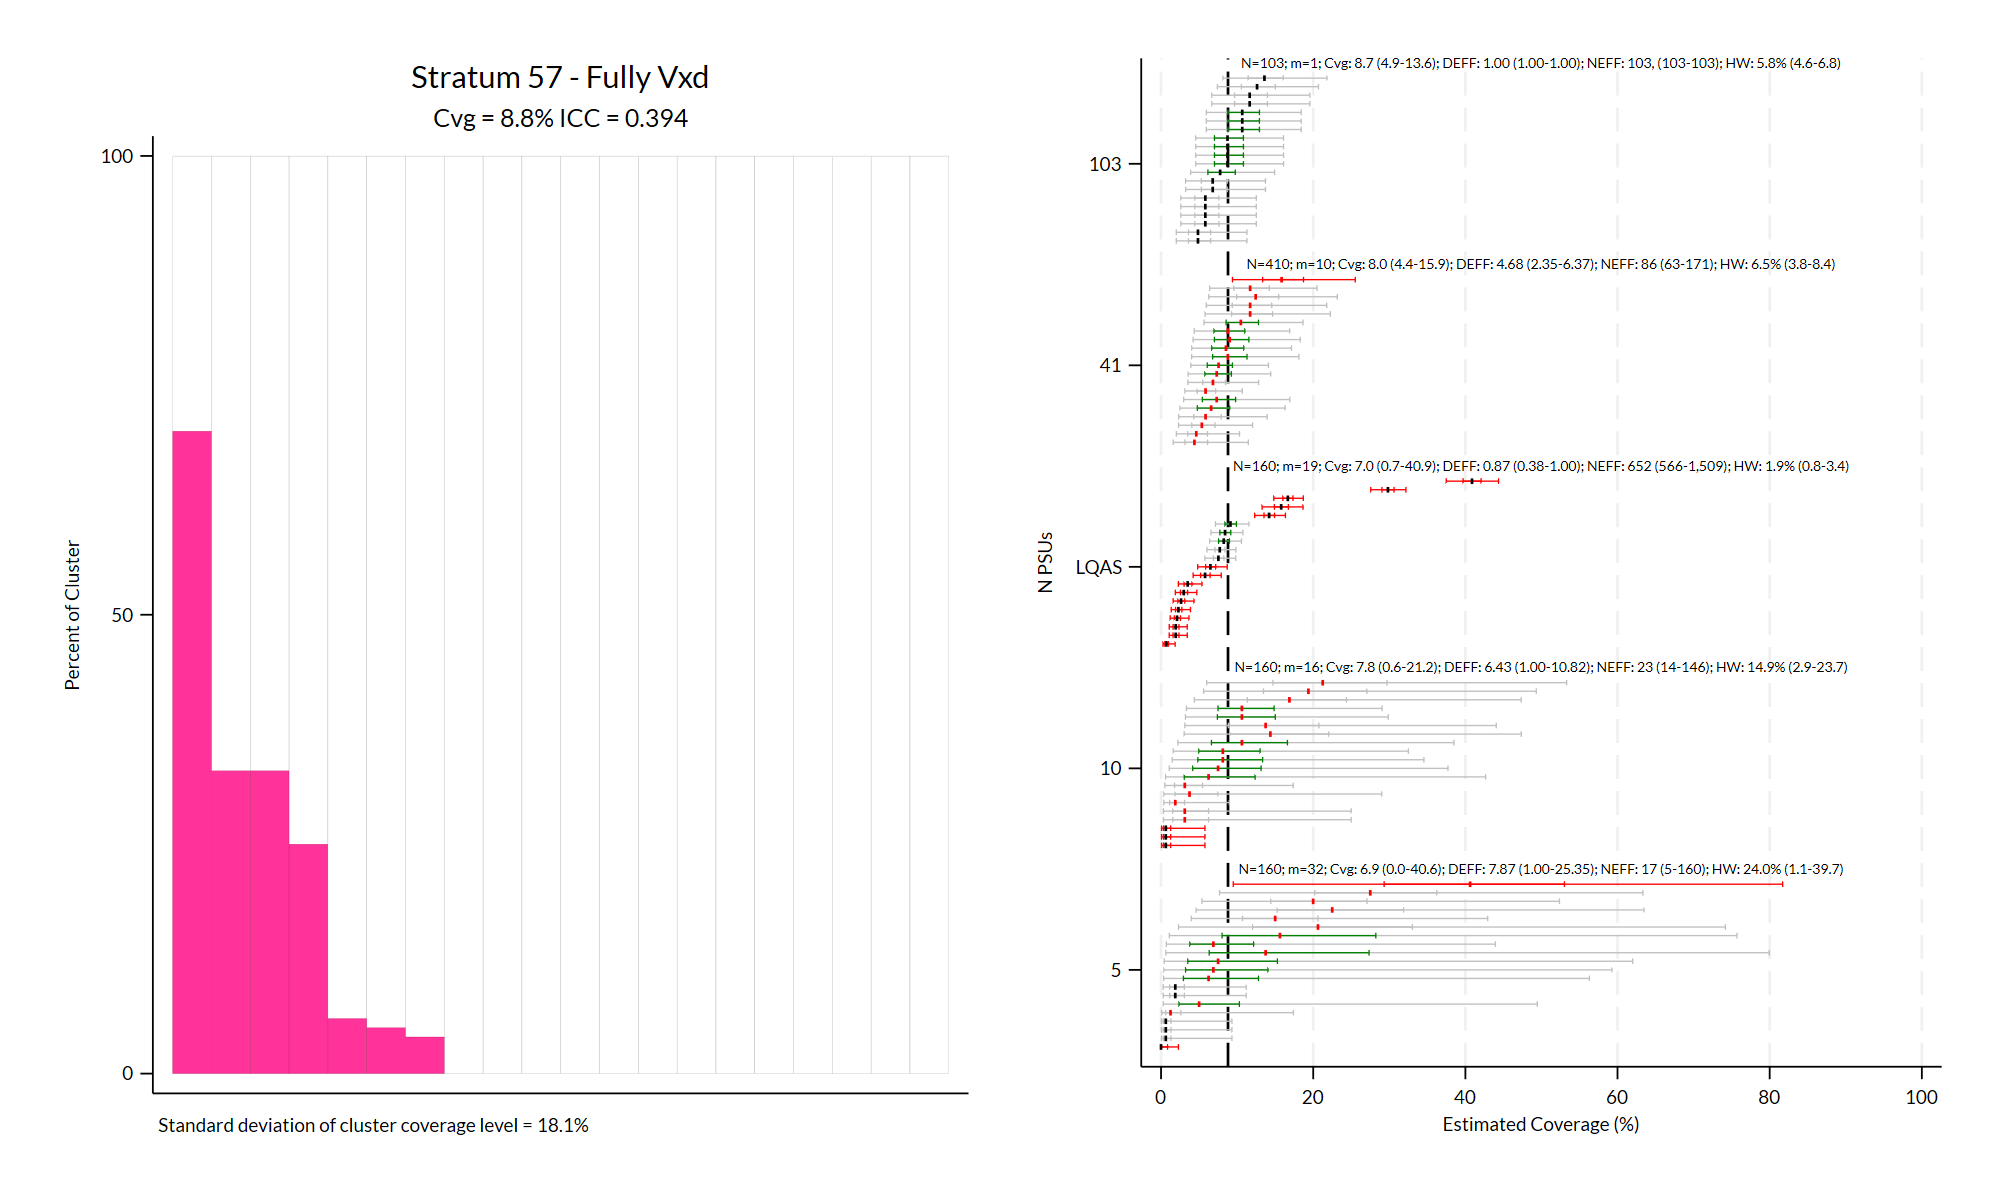 Stratum 57 - Fully Vxd
Cvg = 8.8% ICC = 0.394
100
50
0
Percent of Cluster
Standard deviation of cluster coverage level = 18.1%
N=103; m=1; Cvg: 8.7 (4.9-13.6); DEFF: 1.00 (1.00-1.00); NEFF: 103, (103-103); HW: 5.8% (4.6-6.8)
103
N=410; m=10; Cvg: 8.0 (4.4-15.9); DEFF: 4.68 (2.35-6.37); NEFF: 86 (63-171); HW: 6.5% (3.8-8.4)
41
N=160; m=19; Cvg: 7.0 (0.7-40.9); DEFF: 0.87 (0.38-1.00); NEFF: 652 (566-1,509); HW: 1.9% (0.8-3.4)
LQAS
N=160; m=16; Cvg: 7.8 (0.6-21.2); DEFF: 6.43 (1.00-10.82); NEFF: 23 (14-146); HW: 14.9% (2.9-23.7)
10
N=160; m=32; Cvg: 6.9 (0.0-40.6); DEFF: 7.87 (1.00-25.35); NEFF: 17 (5-160); HW: 24.0% (1.1-39.7)
5
N PSUs
0 20 40 60 80 100
Estimated Coverage (%)